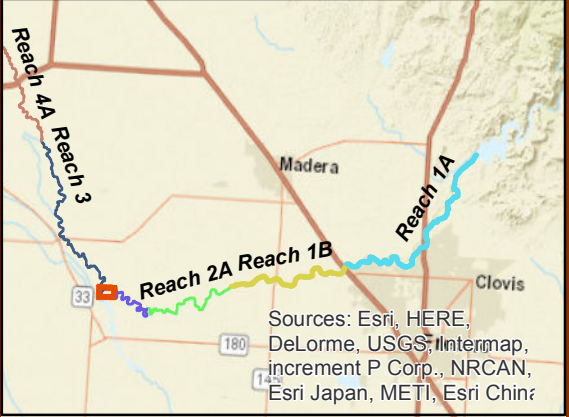 Reach 4A
Reach 3
Madera
Reach 1A
Reach 1B
Reach 2A
33
Clovis
180
Sources: Esri, HERE,
DeLorme, USGS, Intermap,
increment P Corp., NRCAN,
Esri Japan, METI, Esri China